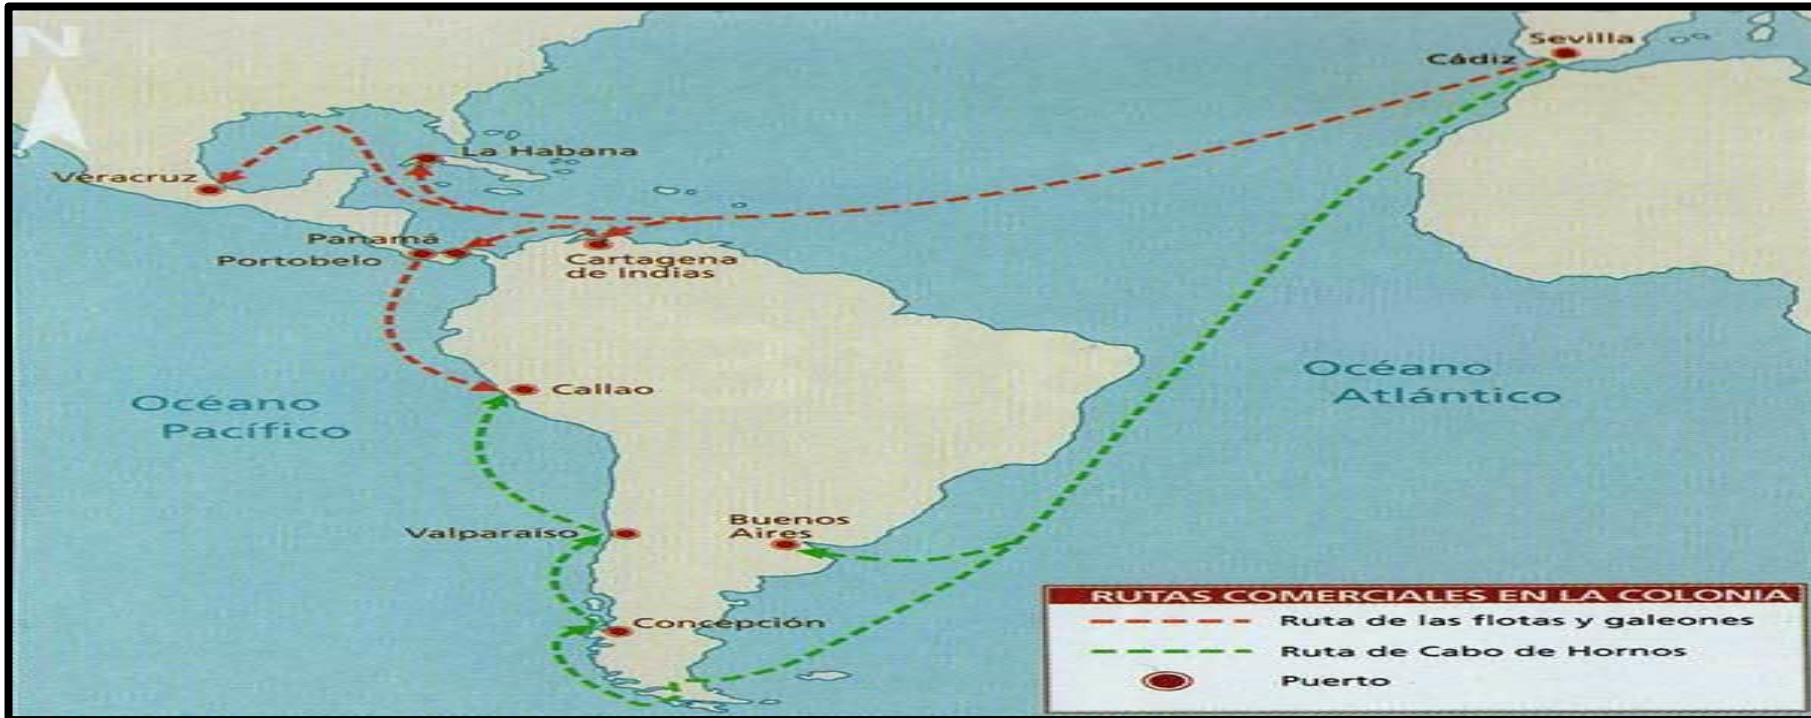 N
Sevilla
Cádiz
La Habana
Veracruz
Panamá
Portobelo
Cartagena
de Indias
Callao
Océano
Pacífico
Océano
Atlántico
Valparaíso
Buenos
Aires
Concepción
RUTAS COMERCIALES EN LA COLONIA
Ruta de las flotas y galeones
Ruta de Cabo de Hornos
Puerto